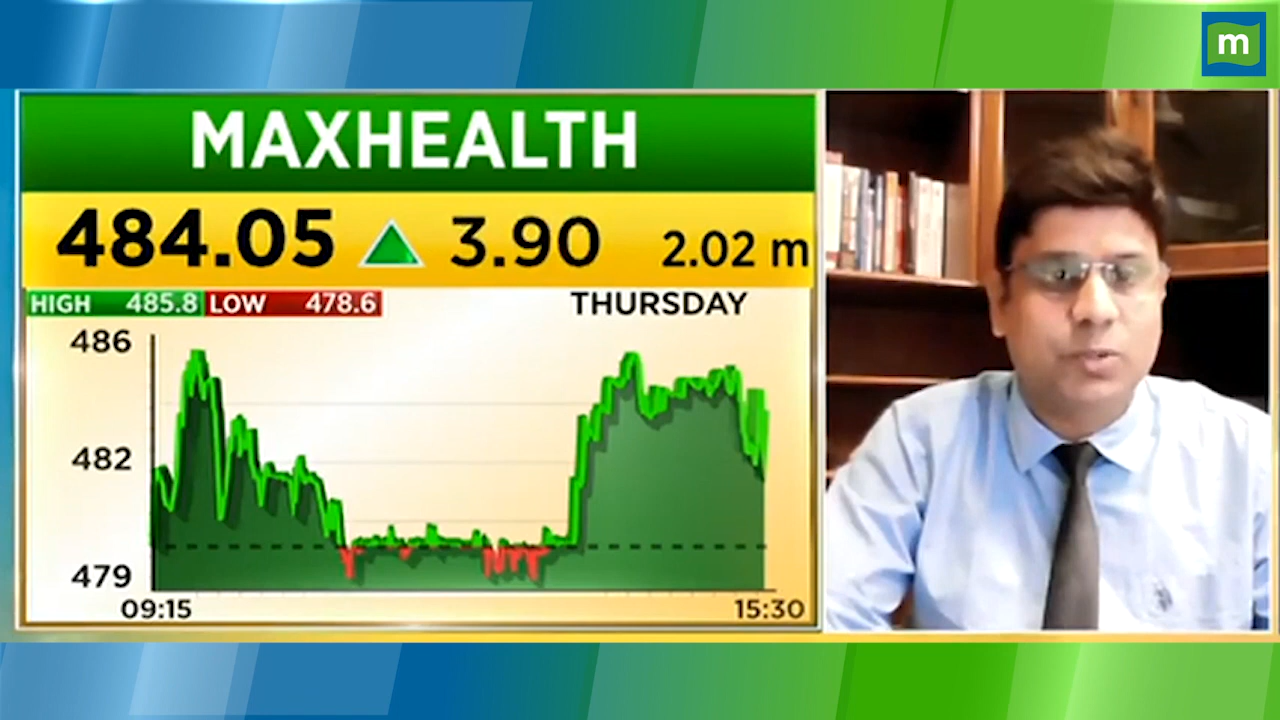 m
MAXHEALTH
484.05 ▲ 3.90 2.02 m
HIGH 485.8 LOW 478.6 THURSDAY
486
482
479
09:15 15:30